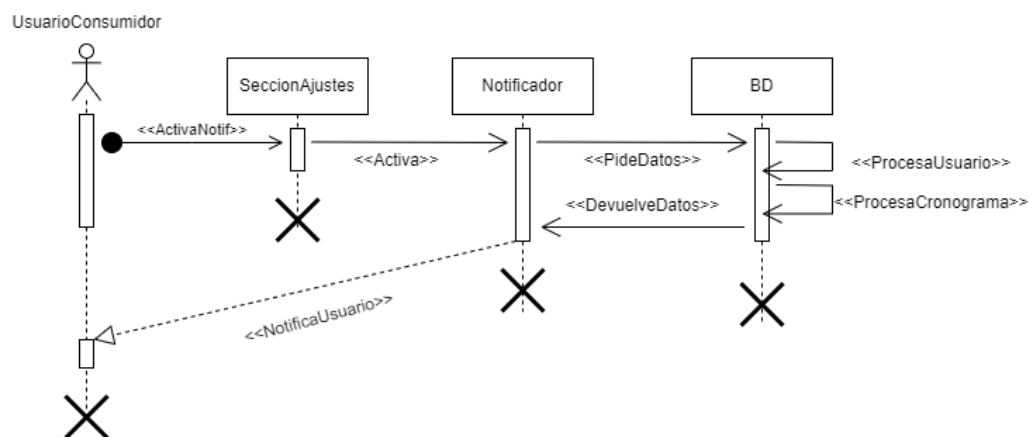 UsuarioConsumidor
SeccionAjustes
Notificador
BD
<<ActivaNotif>>
<<Activa>>
<<PideDatos>>
<<ProcesaUsuario>>
<<ProcesaCronograma>>
<<DevuelveDatos>>
<<NotificaUsuario>>